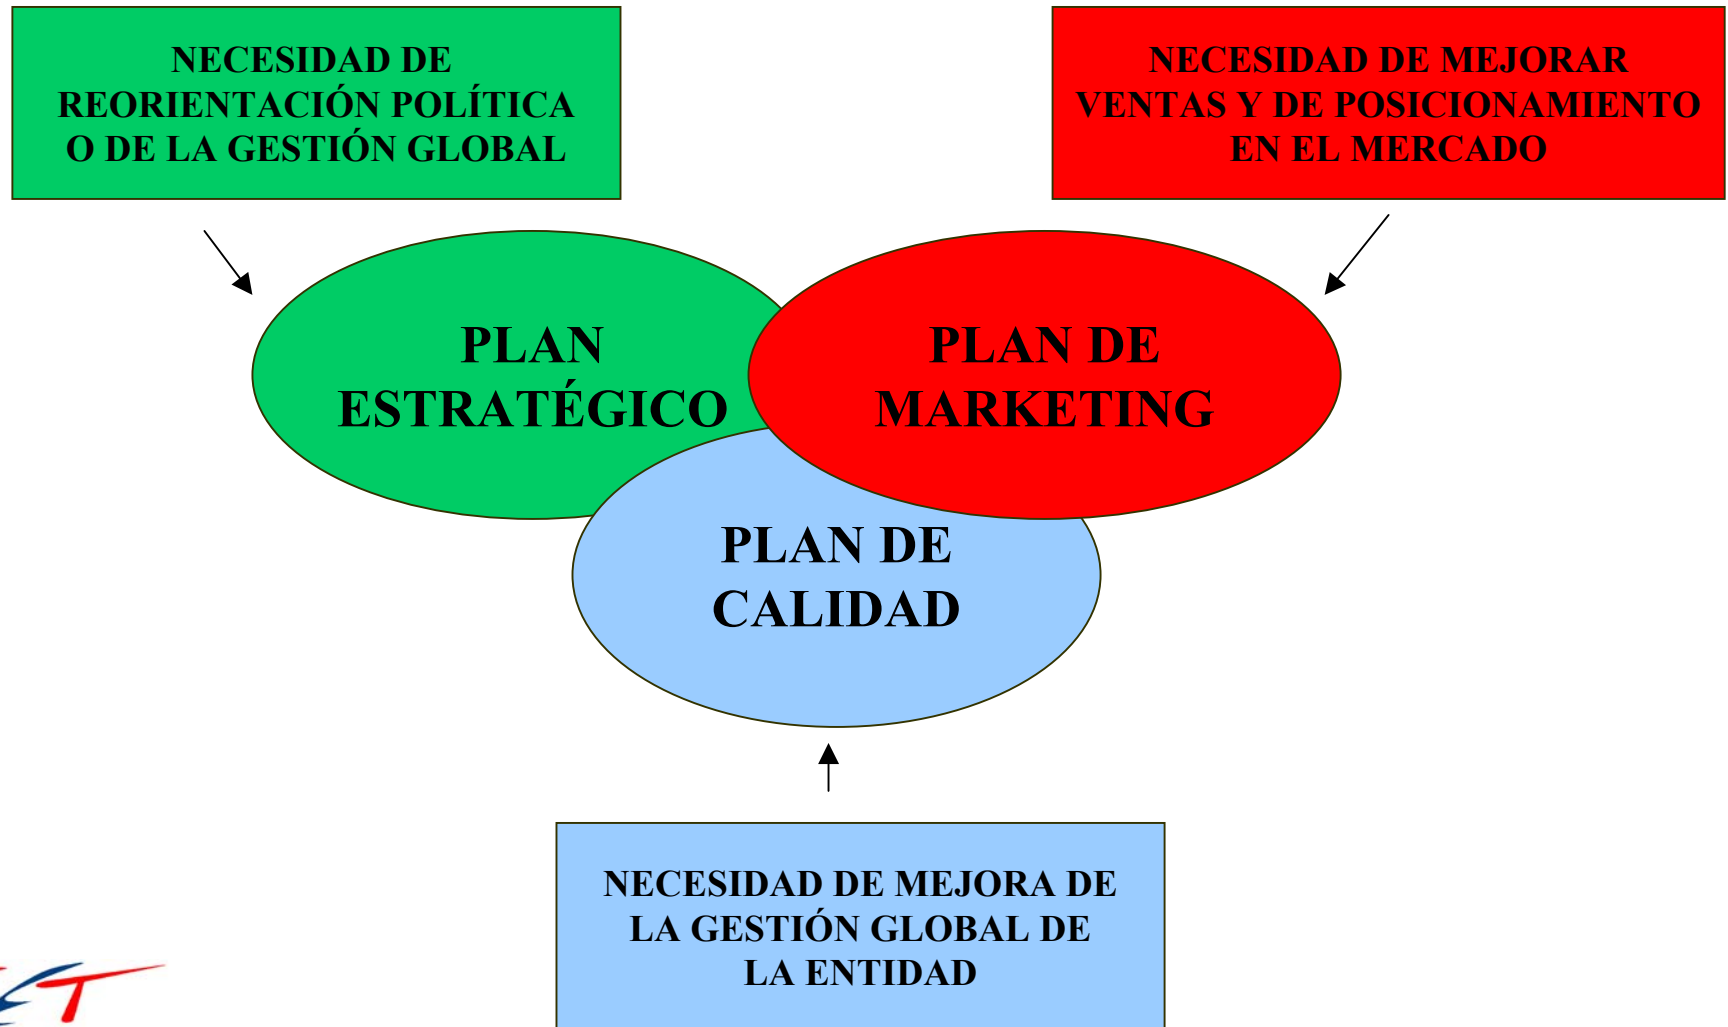 NECESIDAD DE
REORIENTACIÓN POLÍTICA
O DE LA GESTIÓN GLOBAL
NECESIDAD DE MEJORAR
VENTAS Y DE POSICIONAMIENTO
EN EL MERCADO
PLAN
ESTRATÉGICO
PLAN DE
MARKETING
PLAN DE
CALIDAD
NECESIDAD DE MEJORA DE
LA GESTIÓN GLOBAL DE
LA ENTIDAD